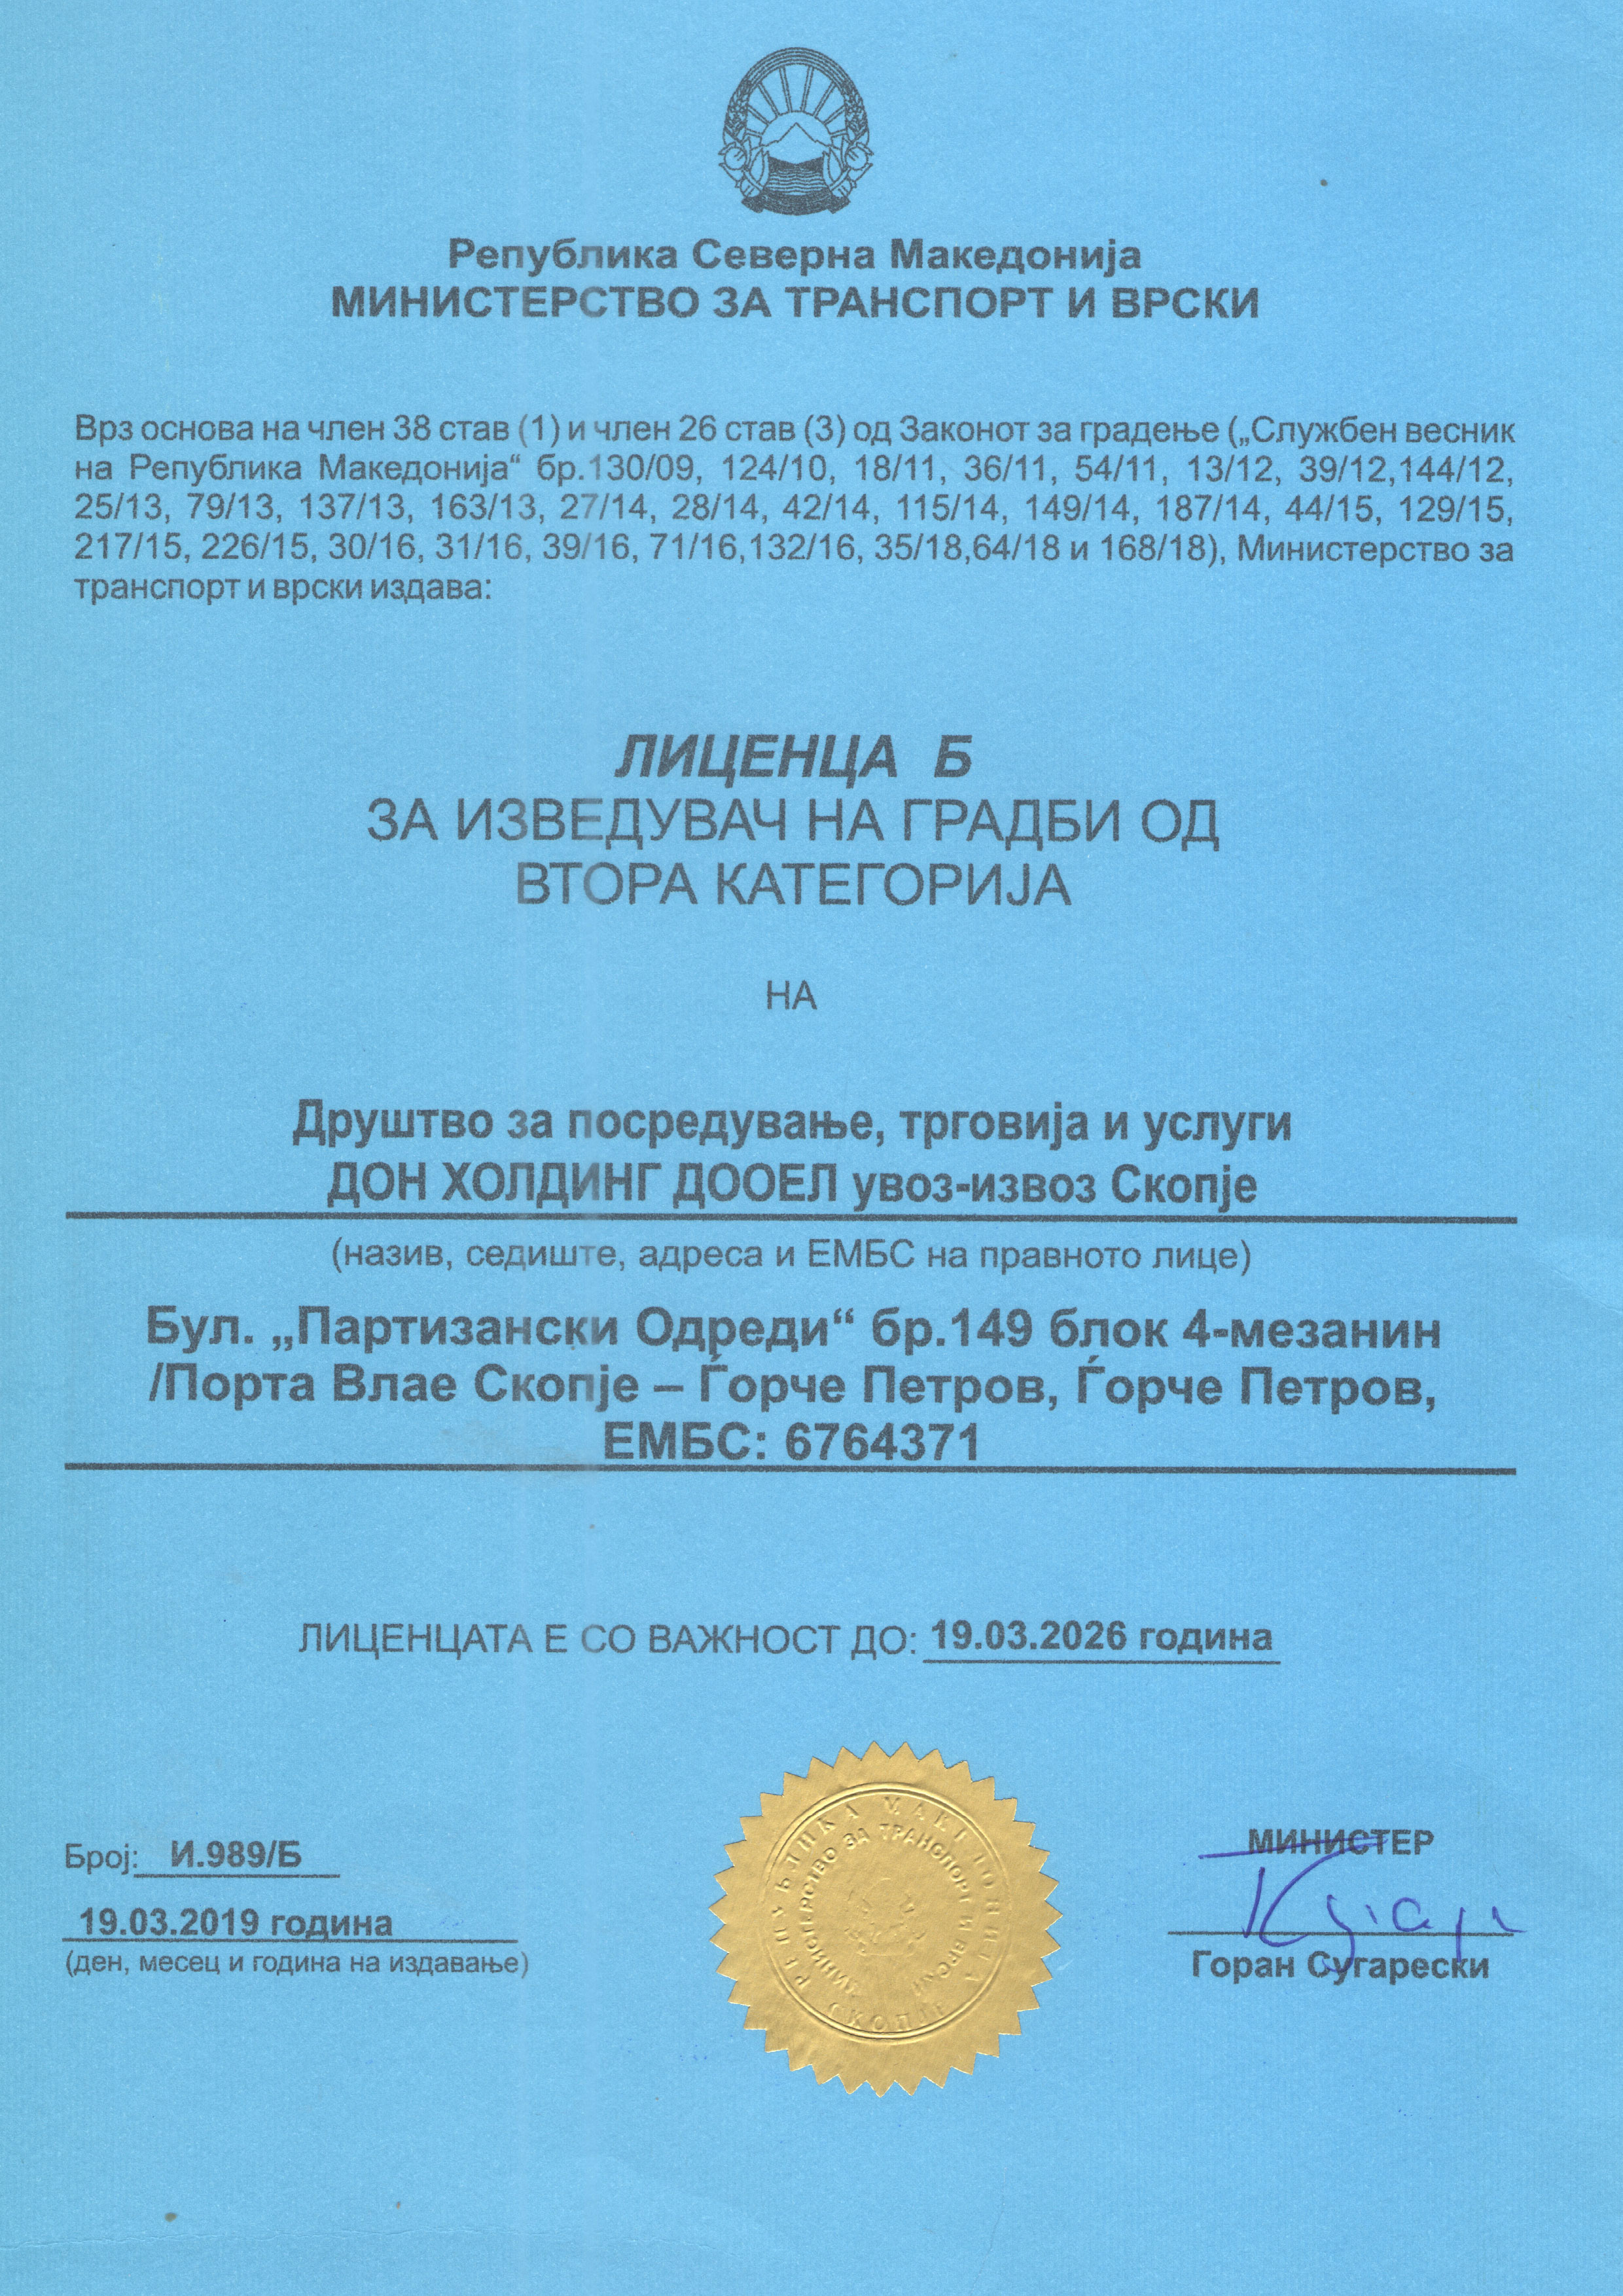 Република Северна Македонија
МИНИСТЕРСТВО ЗА ТРАНСПОРТ И ВРСКИ
Врз основа на член 38 став (1) и член 26 став (3) од Законот за градење („Службен весник
на Република Македонија“ бр.130/09, 124/10, 18/11, 36/11, 54/11, 13/12, 39/12,144/12,
25/13, 79/13, 137/13, 163/13, 27/14, 28/14, 42/14, 115/14, 149/14, 187/14, 44/15, 129/15,
217/15, 226/15, 30/16, 31/16, 39/16, 71/16,132/16, 35/18,64/18 и 168/18), Министерство за
транспорт и врски издава:
ЛИЦЕНЦА Б
ЗА ИЗВЕДУВАЧ НА ГРАДБИ ОД
ВТОРА КАТЕГОРИЈА
НА
Друштво за посредување, трговија и услуги
ДОН ХОЛДИНГ ДООЕЛ увоз-извоз Скопје
(назив, седиште, адреса и ЕМБС на правното лице)
Бул. „Партизански Одреди“ бр.149 блок 4-мезанин
/Порта Влае Скопје – Ѓорче Петров, Ѓорче Петров,
ЕМБС: 6764371
ЛИЦЕНЦАТА Е СО ВАЖНОСТ ДО: 19.03.2026 година
Број: И.989/Б
19.03.2019 година
(ден, месец и година на издавање)
РЕПУБЛИКА МАКЕДОНИЈА
МИНИСТЕРСТВО ЗА ТРАНСПОРТ И ВРСКИ
СКОПЈЕ
МИНИСТЕР
Горан Сугарески